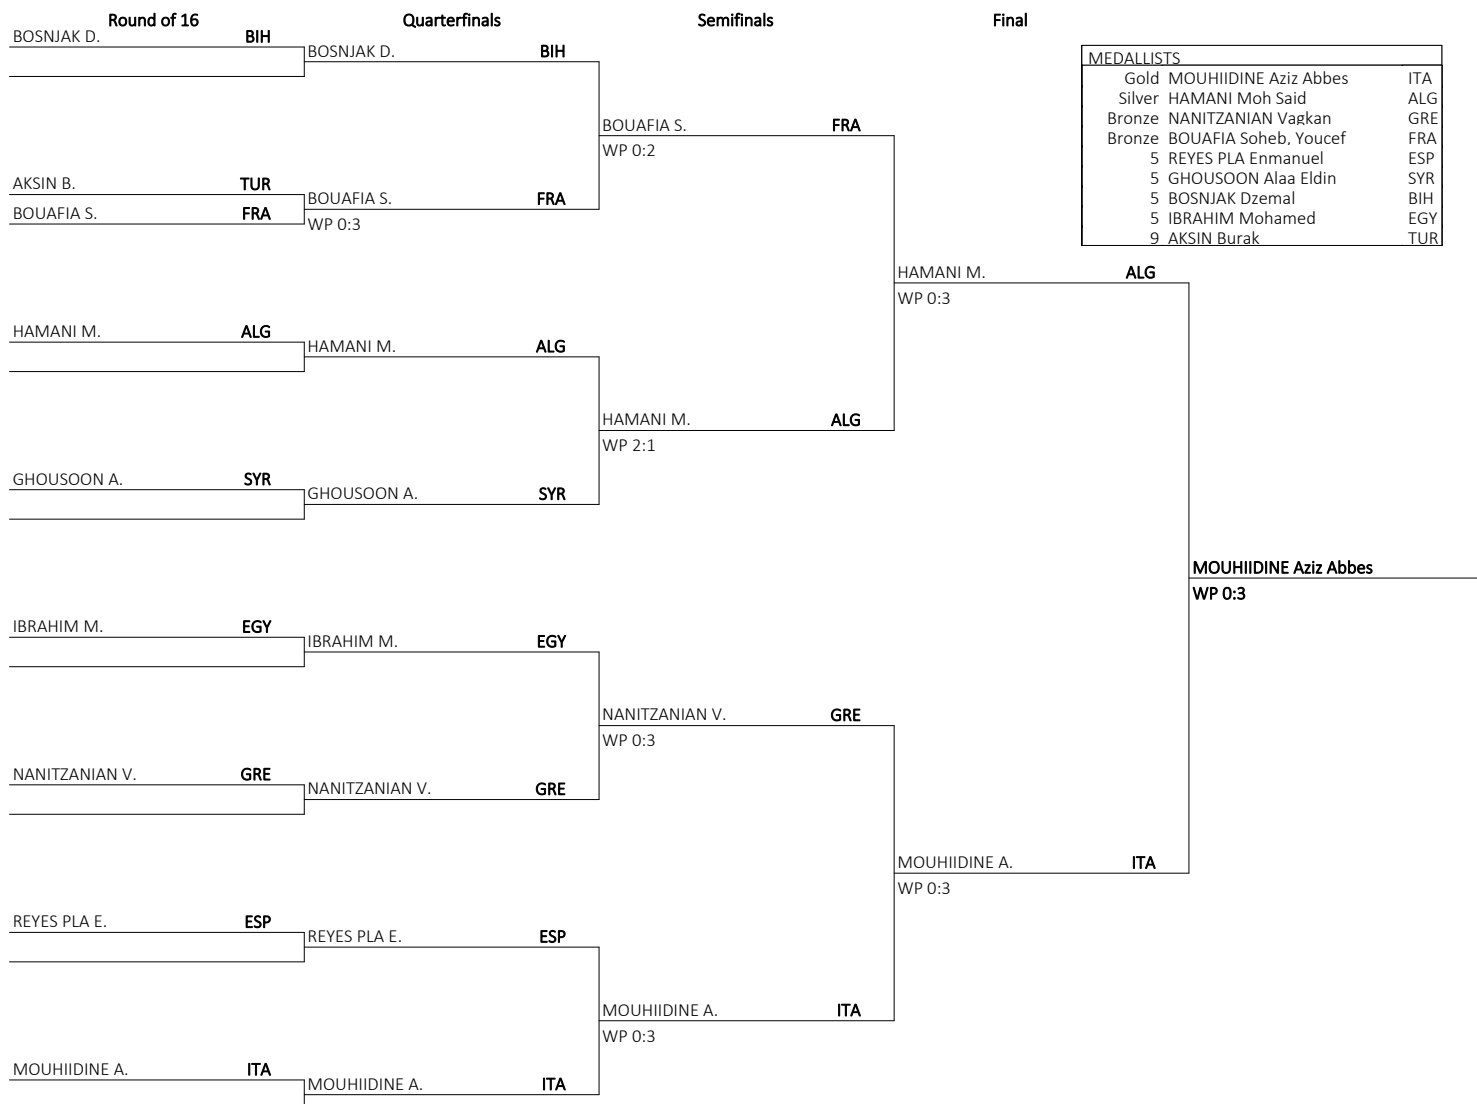 Round of 16 Quarterfinals Semifinals Final
BOSNJAK D. BIH
BOSNJAK D. BIH
MEDALLISTS
Gold MOUHIIDINE Aziz Abbes ITA
Silver HAMANI Moh Said ALG
Bronze NANITZANIAN Vagkan GRE
Bronze BOUAFIA Soheb, Youcef FRA
5 REYES PLA Enmanuel ESP
5 GHOUSOON Alaa Eldin SYR
5 BOSNJAK Dzemal BIH
5 IBRAHIM Mohamed EGY
9 AKSIN Burak TUR
BOUAFIA S. FRA
WP 0:2
AKSIN B. TUR
BOUAFIA S. FRA
BOUAFIA S. FRA
WP 0:3
HAMANI M. ALG
WP 0:3
HAMANI M. ALG
HAMANI M. ALG
HAMANI M. ALG
WP 2:1
GHOUSOON A. SYR
GHOUSOON A. SYR
MOUHIIDINE Aziz Abbes
WP 0:3
IBRAHIM M. EGY
IBRAHIM M. EGY
NANITZANIAN V. GRE
WP 0:3
NANITZANIAN V. GRE
NANITZANIAN V. GRE
MOUHIIDINE A. ITA
WP 0:3
REYES PLA E. ESP
REYES PLA E. ESP
MOUHIIDINE A. ITA
WP 0:3
MOUHIIDINE A. ITA
MOUHIIDINE A. ITA